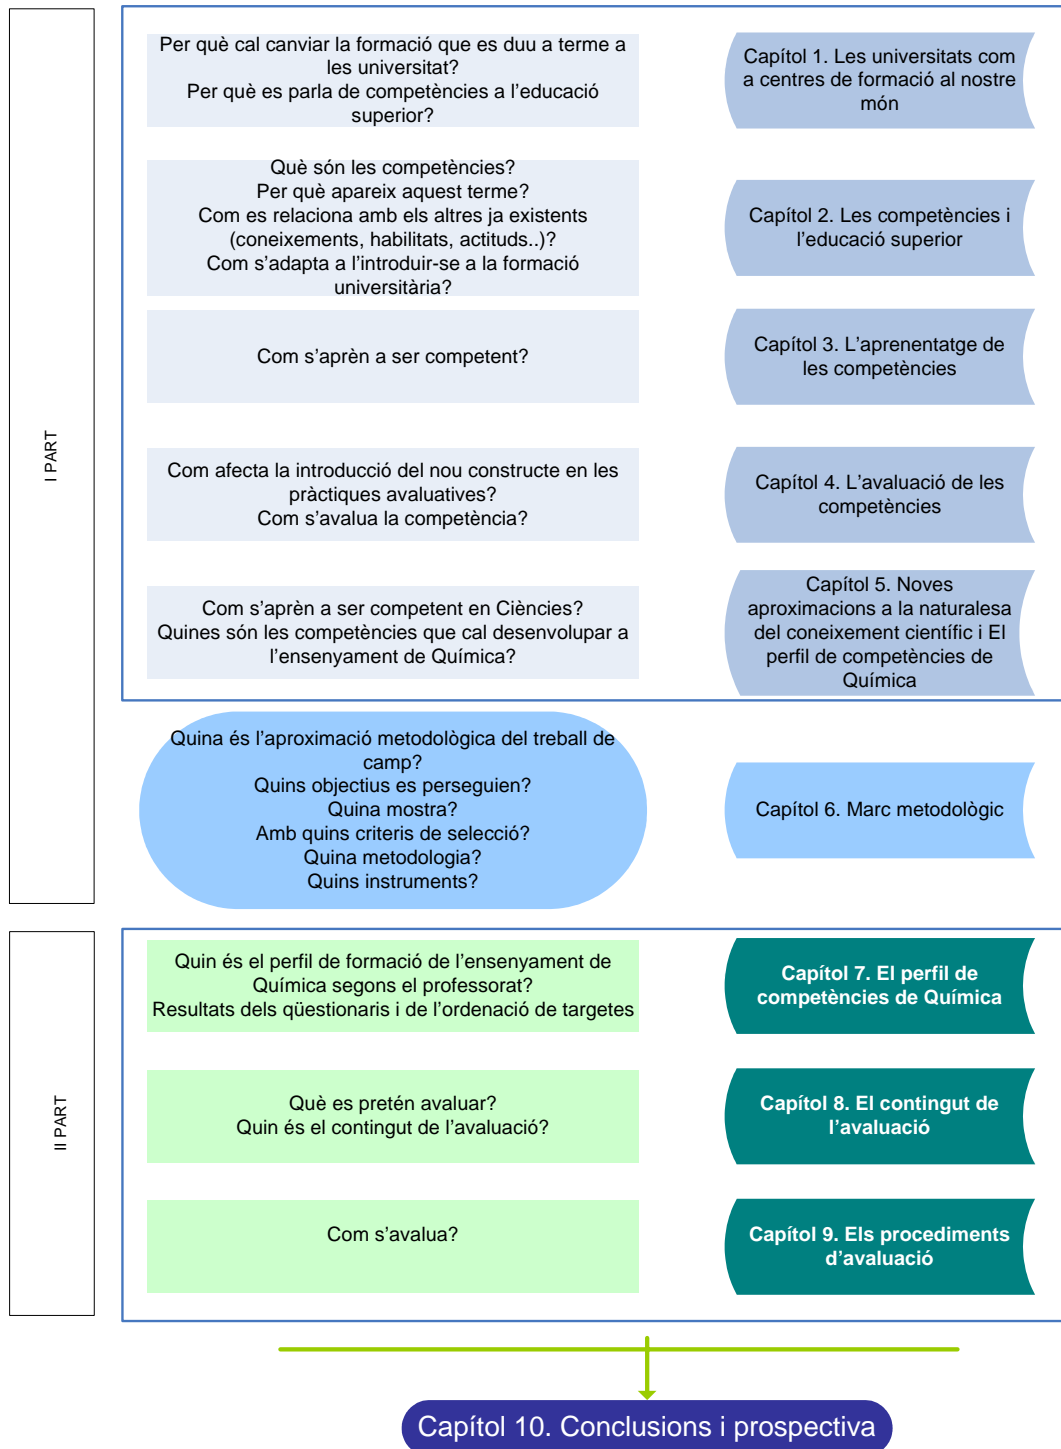 I PART
Per què cal canviar la formació que es duu a terme a
les universitat?
Per què es parla de competències a l'educació
superior?
Capítol 1. Les universitats com
a centres de formació al nostre
món
Què són les competències?
Per què apareix aquest terme?
Com es relaciona amb els altres ja existents
(coneixements, habilitats, actituds..)?
Com s'adapta a l'introduir-se a la formació
universitària?
Capítol 2. Les competències i
l'educació superior
Com s'aprèn a ser competent?
Capítol 3. L'aprenentatge de
les competències
Com afecta la introducció del nou constructe en les
pràctiques avaluatives?
Com s'avalua la competència?
Capítol 4. L'avaluació de les
competències
Com s'aprèn a ser competent en Ciències?
Quines són les competències que cal desenvolupar a
l'ensenyament de Química?
Capítol 5. Noves
aproximacions a la naturalesa
del coneixement científic i El
perfil de competències de
Química
Quina és l'aproximació metodològica del treball de
camp?
Quins objectius es perseguien?
Quina mostra?
Amb quins criteris de selecció?
Quina metodologia?
Quins instruments?
Capítol 6. Marc metodològic
II PART
Quin és el perfil de formació de l'ensenyament de
Química segons el professorat?
Resultats dels qüestionaris i de l'ordenació de targetes
Capítol 7. El perfil de
competències de Química
Què es pretén avaluar?
Quin és el contingut de l'avaluació?
Capítol 8. El contingut de
l'avaluació
Com s'avalua?
Capítol 9. Els procediments
d'avaluació
Capítol 10. Conclusions i prospectiva